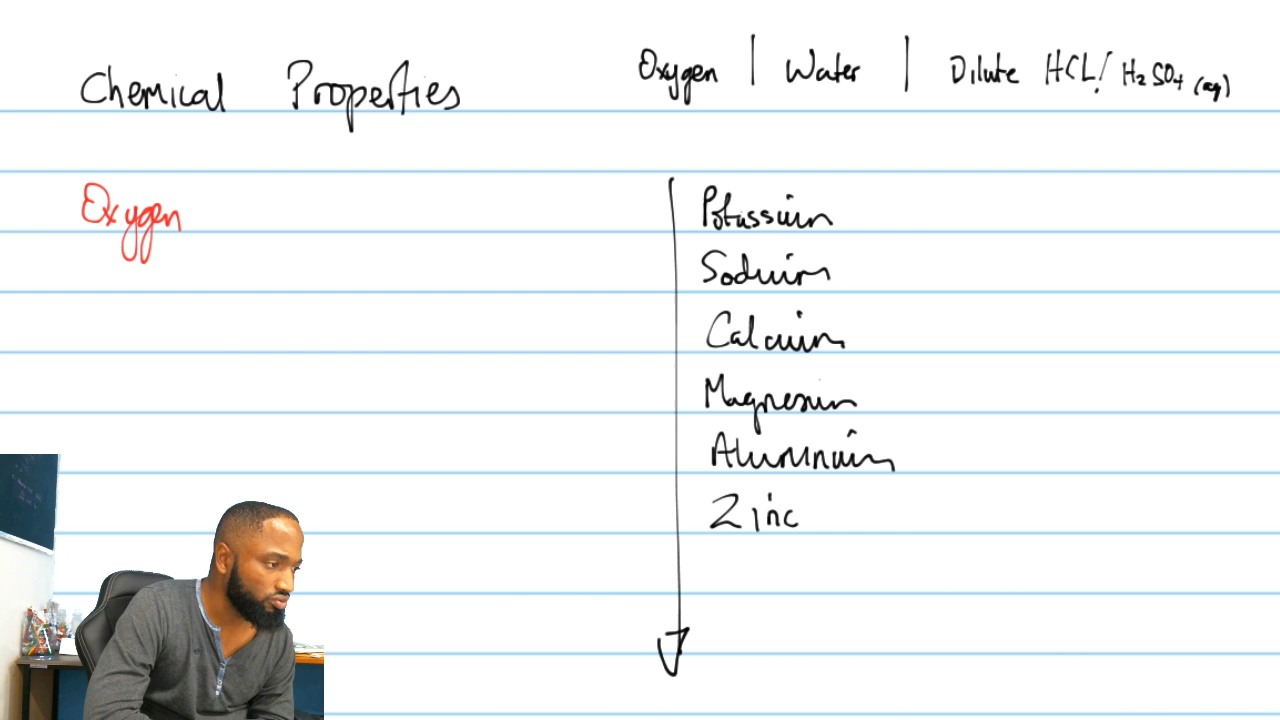 Chemical Properties
Oxygen | Water | Dilute HCL/ H₂SO₄ (aq)
Oxygen
Potassium
Sodium
Calcium
Magnesium
Aluminium
Zinc